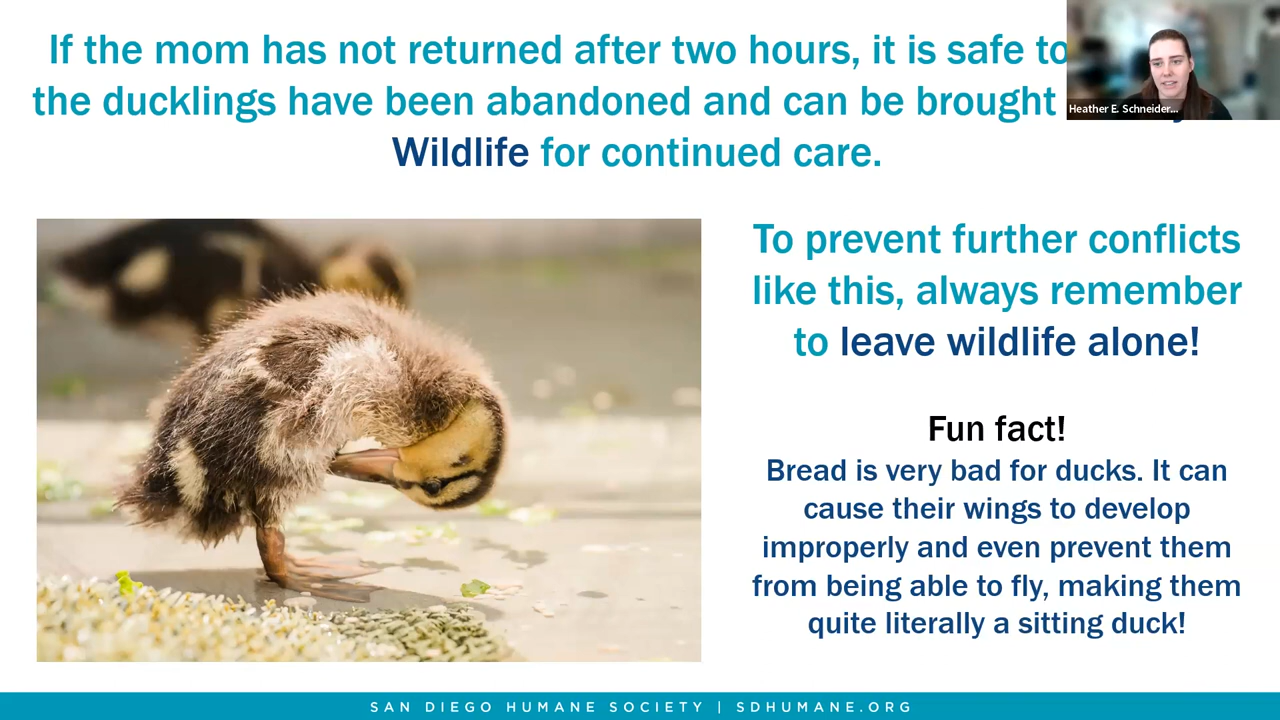 If the mom has not returned after two hours, it is safe to
the ducklings have been abandoned and can be brought
Wildlife for continued care.
Heather E. Schneider...
To prevent further conflicts
like this, always remember
to leave wildlife alone!
Fun fact!
Bread is very bad for ducks. It can
cause their wings to develop
improperly and even prevent them
from being able to fly, making them
quite literally a sitting duck!
SAN DIEGO HUMANE SOCIETY | SDHUMANE.ORG